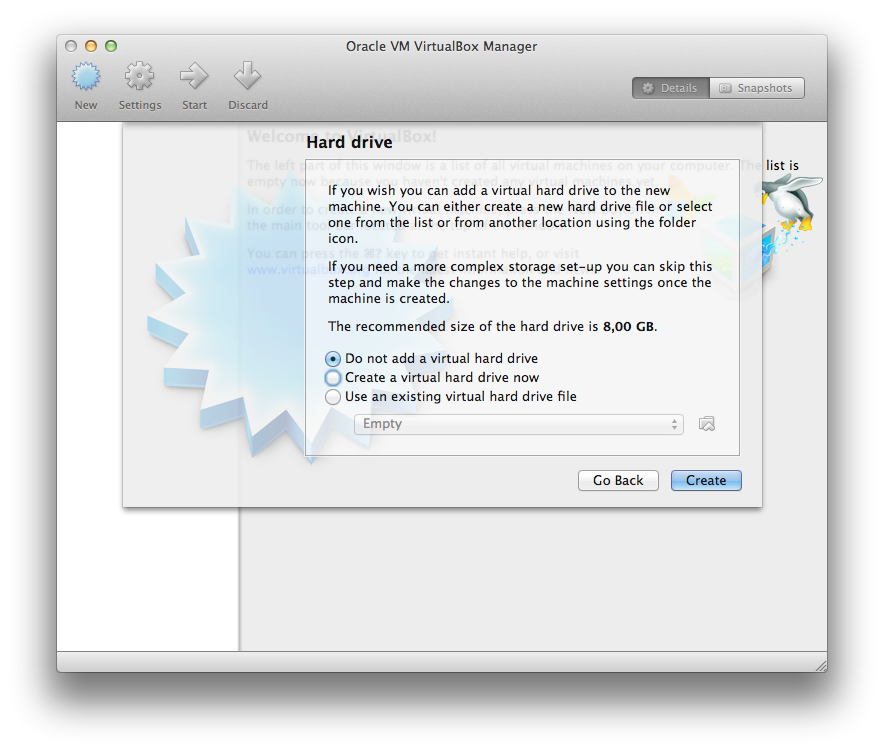 Oracle VM VirtualBox Manager
New
Settings
Start
Discard
Details
Snapshots
Welcome to VirtualBox!
The left part of this window is a list of all virtual machines on your computer. The list is
empty now because you haven't created any virtual machines yet.
In order to
the main
You can press the ⌘? key to get instant help, or visit
Hard drive
If you wish you can add a virtual hard drive to the new
machine. You can either create a new hard drive file or select
one from the list or from another location using the folder
icon.
If you need a more complex storage set-up you can skip this
step and make the changes to the machine settings once the
machine is created.
The recommended size of the hard drive is 8,00 GB.
Do not add a virtual hard drive
Create a virtual hard drive now
Use an existing virtual hard drive file
Empty
Go Back
Create